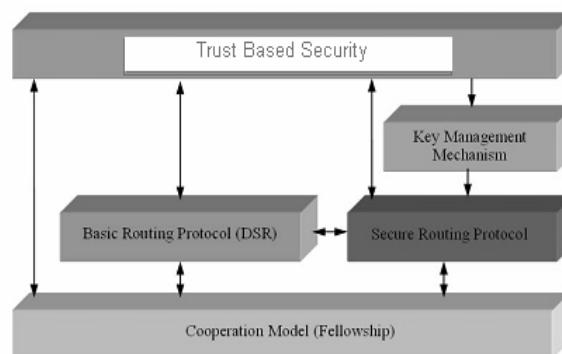 Trust Based Security
Key Management
Mechanism
Basic Routing Protocol (DSR)
Secure Routing Protocol
Cooperation Model (Fellowship)